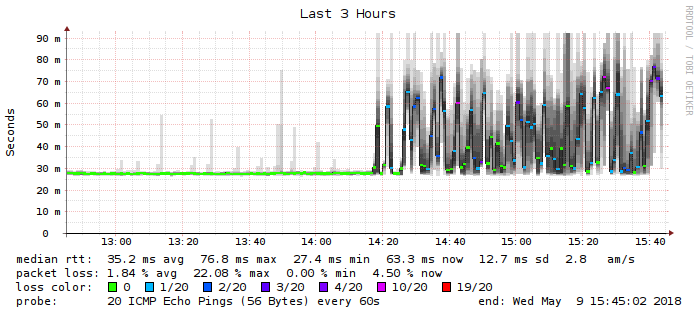 Last 3 Hours
RRDTOOL / TOBI OETIKER
Seconds
90 m
80 m
70 m
60 m
50 m
40 m
30 m
20 m
10 m
0
13:00 13:20 13:40 14:00 14:20 14:40 15:00 15:20 15:40
median rtt: 35.2 ms avg 76.8 ms max 27.4 ms min 63.3 ms now 12.7 ms sd 2.8 am/s
packet loss: 1.84 % avg 22.08 % max 0.00 % min 4.50 % now
loss color: 0 1/20 2/20 3/20 4/20 10/20 19/20
probe: 20 ICMP Echo Pings (56 Bytes) every 60s end: Wed May 9 15:45:02 2018